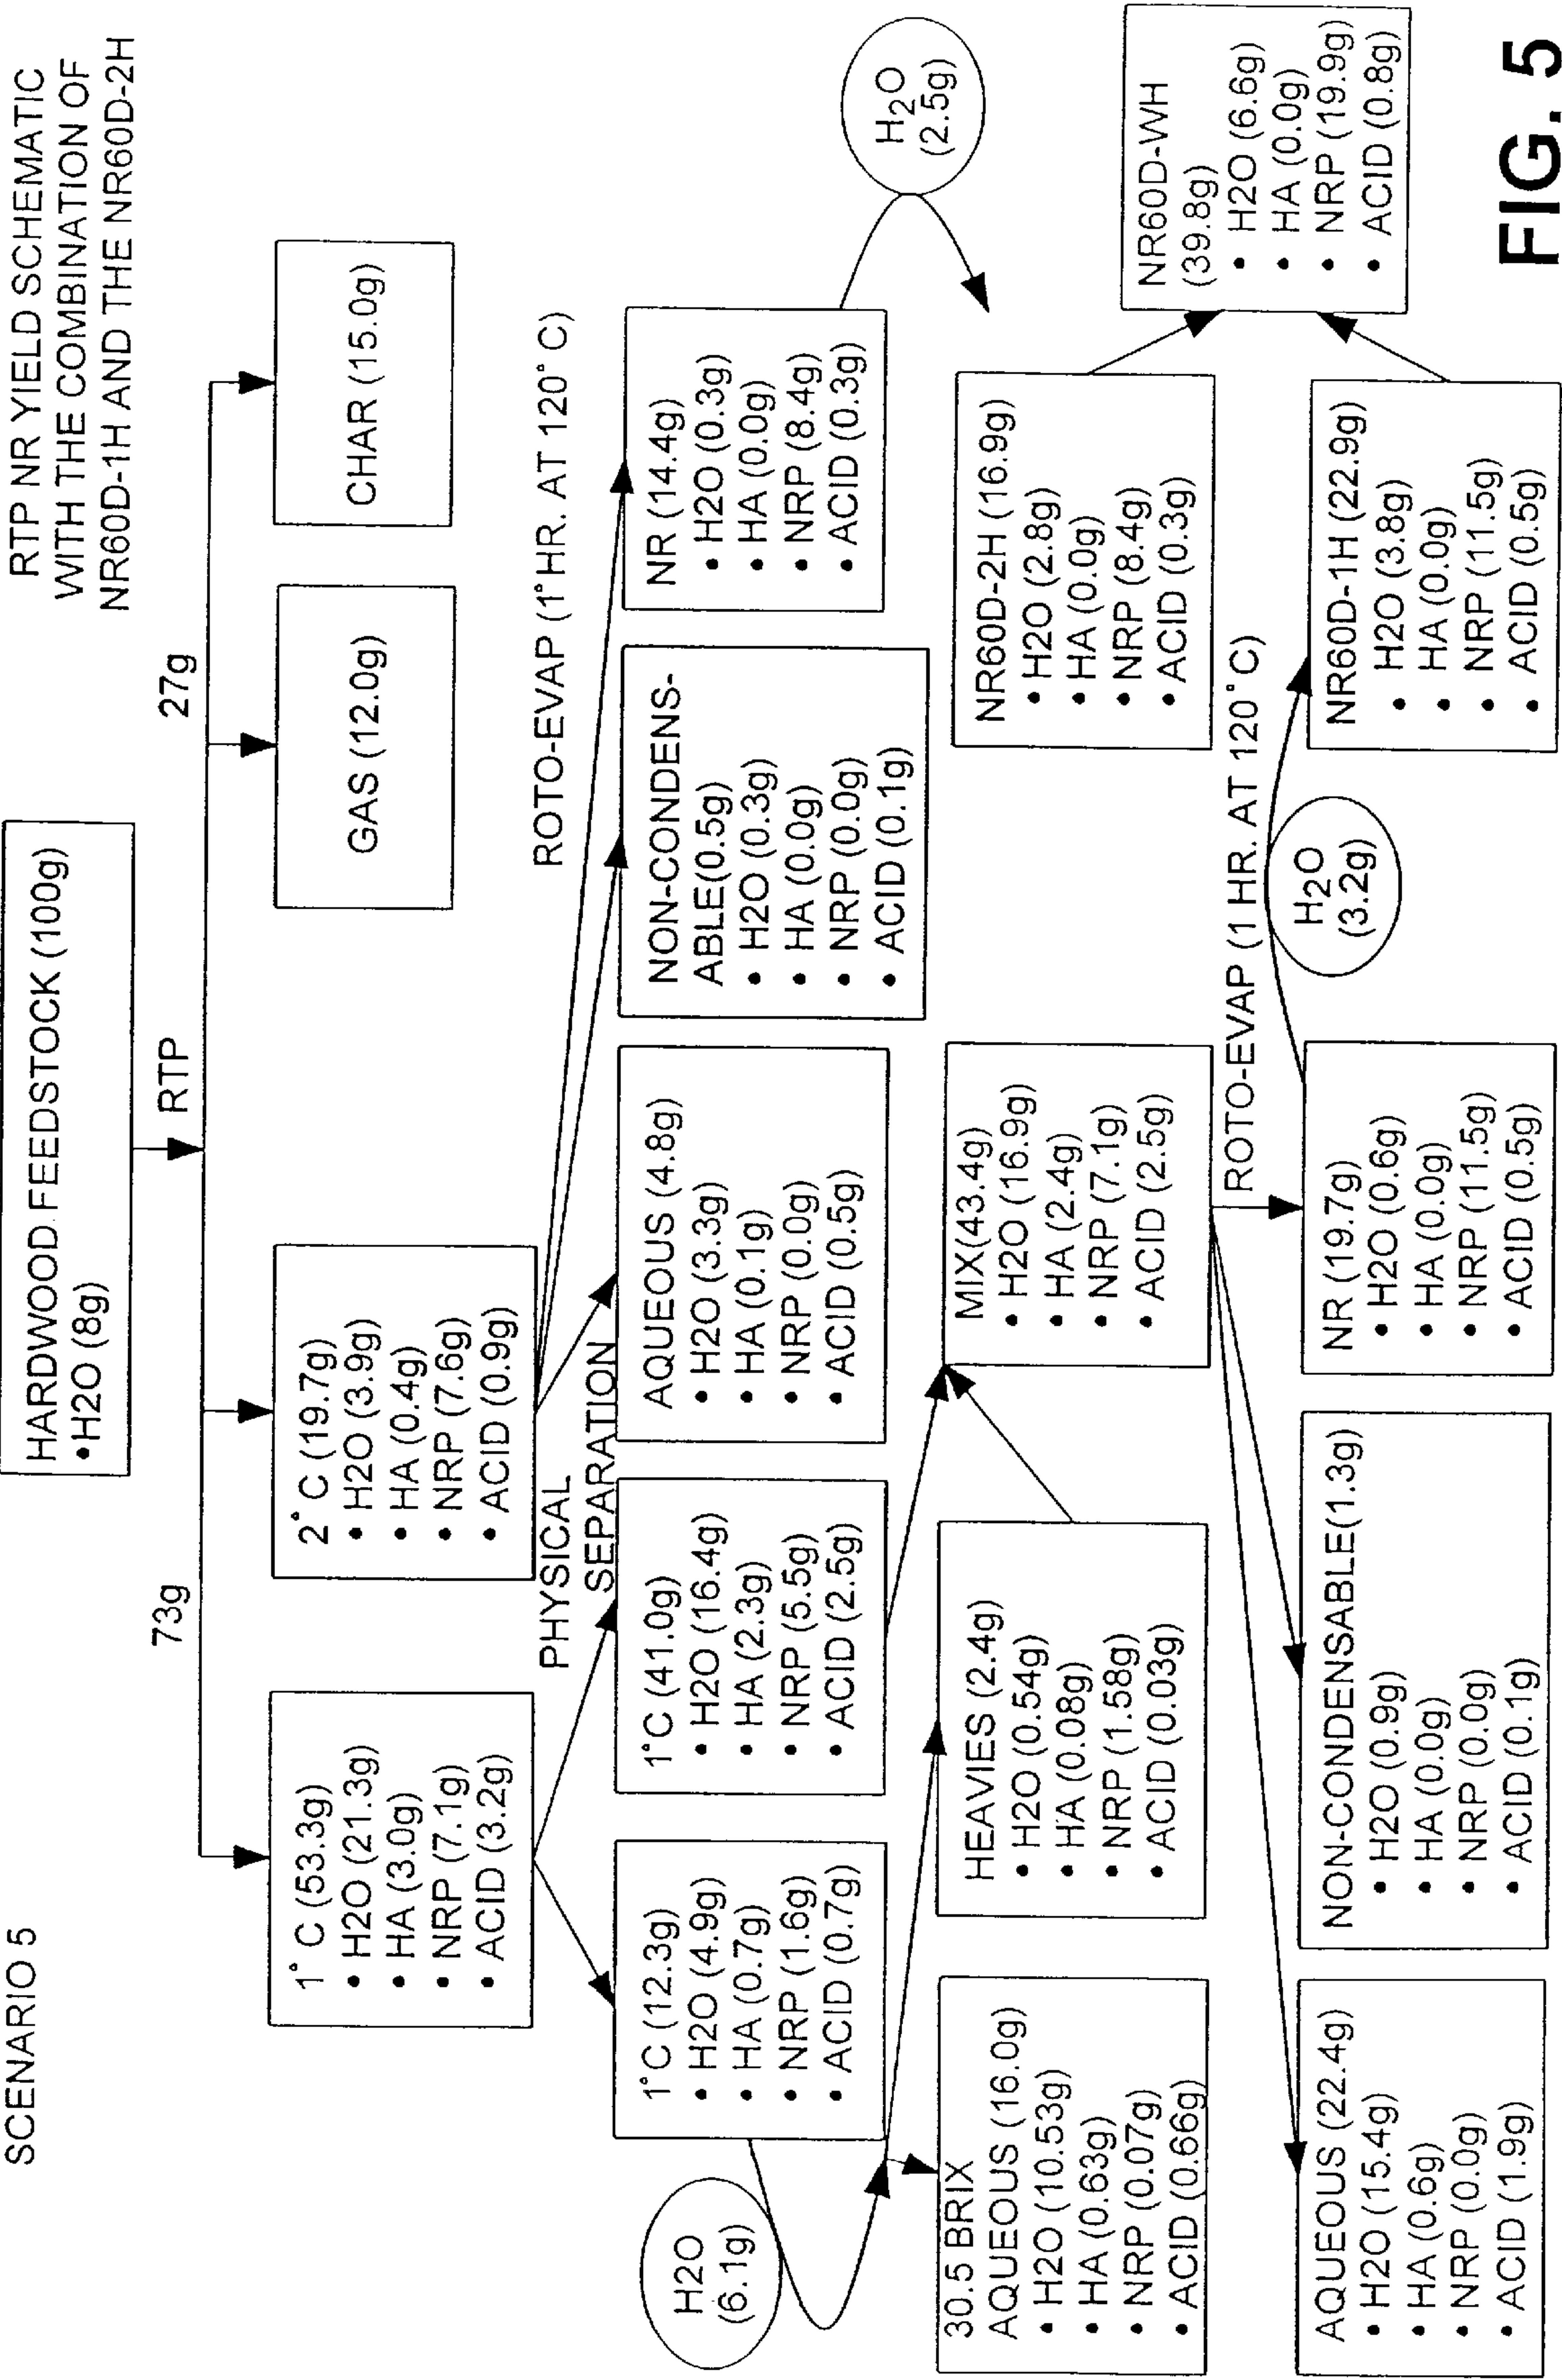 SCENARIO 5
RTP NR YIELD SCHEMATIC
WITH THE COMBINATION OF
NR60D-1H AND THE NR60D-2H
HARDWOOD FEEDSTOCK (100g)
•H2O (8g)
RTP
73g
27g
1° C (53.3g)
• H2O (21.3g)
• HA (3.0g)
• NRP (7.1g)
• ACID (3.2g)
2° C (19.7g)
• H2O (3.9g)
• HA (0.4g)
• NRP (7.6g)
• ACID (0.9g)
GAS (12.0g)
CHAR (15.0g)
PHYSICAL
SEPARATION
ROTO-EVAP (1°HR. AT 120° C)
1°C (12.3g)
• H2O (4.9g)
• HA (0.7g)
• NRP (1.6g)
• ACID (0.7g)
1°C (41.0g)
• H2O (16.4g)
• HA (2.3g)
• NRP (5.5g)
• ACID (2.5g)
AQUEOUS (4.8g)
• H2O (3.3g)
• HA (0.1g)
• NRP (0.0g)
• ACID (0.5g)
NON-CONDENS-
ABLE(0.5g)
• H2O (0.3g)
• HA (0.0g)
• NRP (0.0g)
• ACID (0.1g)
NR (14.4g)
• H2O (0.3g)
• HA (0.0g)
• NRP (8.4g)
• ACID (0.3g)
H2O
(6.1g)
H2O
(2.5g)
30.5 BRIX
AQUEOUS (16.0g)
• H2O (10.53g)
• HA (0.63g)
• NRP (0.07g)
• ACID (0.66g)
HEAVIES (2.4g)
• H2O (0.54g)
• HA (0.08g)
• NRP (1.58g)
• ACID (0.03g)
MIX(43.4g)
• H2O (16.9g)
• HA (2.4g)
• NRP (7.1g)
• ACID (2.5g)
NR60D-2H (16.9g)
• H2O (2.8g)
• HA (0.0g)
• NRP (8.4g)
• ACID (0.3g)
NR60D-WH
(39.8g)
• H2O (6.6g)
• HA (0.0g)
• NRP (19.9g)
• ACID (0.8g)
ROTO-EVAP (1 HR. AT 120° C)
AQUEOUS (22.4g)
• H2O (15.4g)
• HA (0.6g)
• NRP (0.0g)
• ACID (1.9g)
NON-CONDENSABLE(1.3g)
• H2O (0.9g)
• HA (0.0g)
• NRP (0.0g)
• ACID (0.1g)
NR (19.7g)
• H2O (0.6g)
• HA (0.0g)
• NRP (11.5g)
• ACID (0.5g)
H2O
(3.2g)
NR60D-1H (22.9g)
• H2O (3.8g)
• HA (0.0g)
• NRP (11.5g)
• ACID (0.5g)
FIG. 5